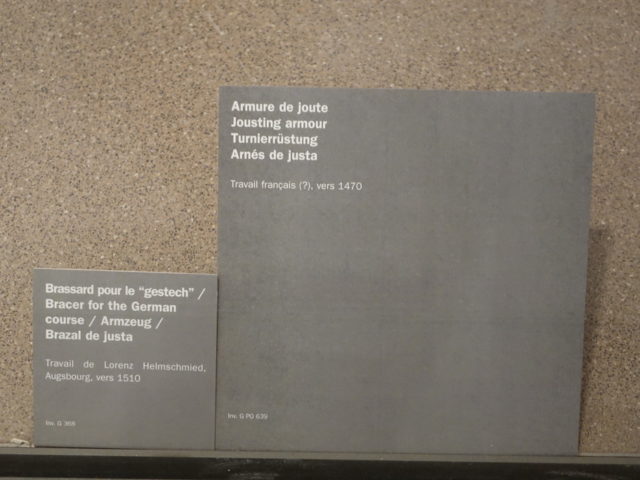 Armure de joute
Jousting armour
Turnierrüstung
Arnés de justa
Travail français (?), vers 1470
Inv. G PO 639
Brassard pour le “gestech” /
Bracer for the German
course / Armzeug /
Brazal de justa
Travail de Lorenz Helmschmied,
Augsbourg, vers 1510
Inv. G 369